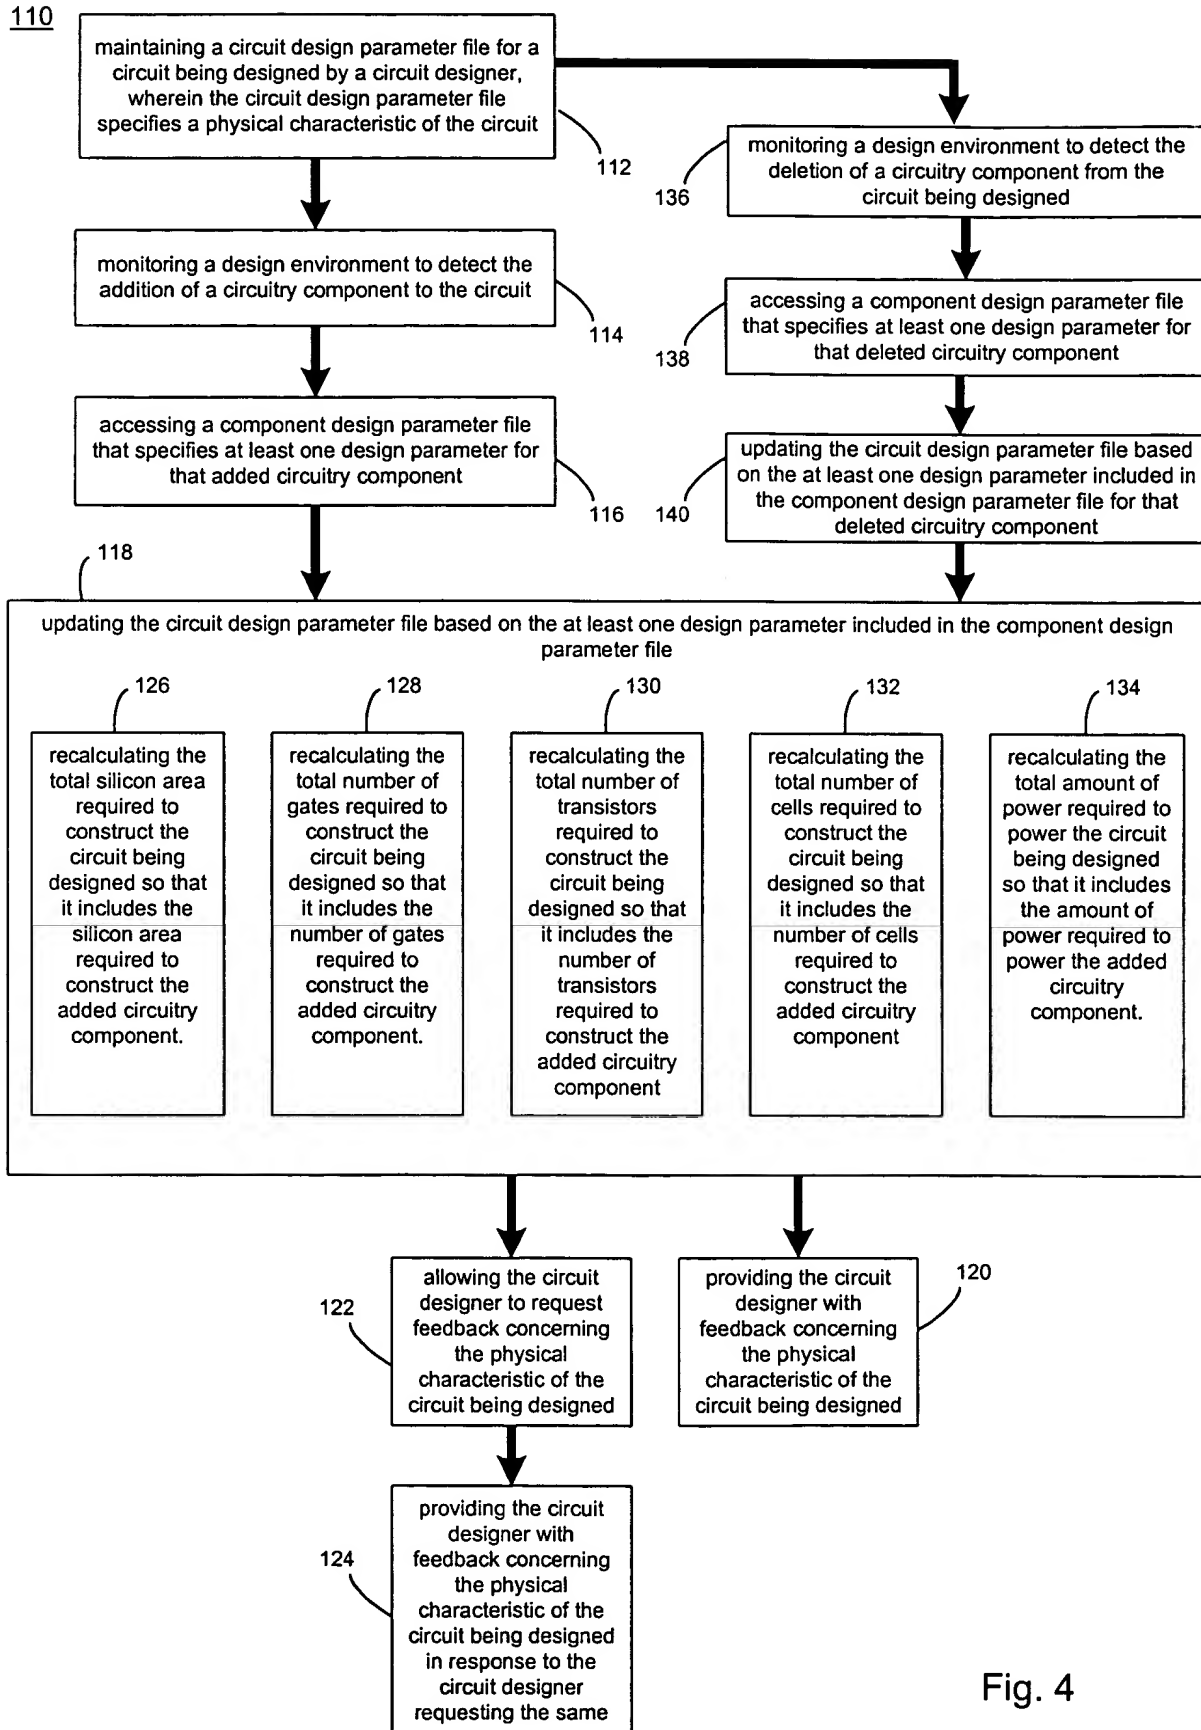 110
maintaining a circuit design parameter file for a
circuit being designed by a circuit designer,
wherein the circuit design parameter file
specifies a physical characteristic of the circuit
112
monitoring a design environment to detect the
addition of a circuitry component to the circuit
114
accessing a component design parameter file
that specifies at least one design parameter for
that added circuitry component
116
monitoring a design environment to detect the
deletion of a circuitry component from the
circuit being designed
136
accessing a component design parameter file
that specifies at least one design parameter for
that deleted circuitry component
138
updating the circuit design parameter file based
on the at least one design parameter included in
the component design parameter file for that
deleted circuitry component
140
118
updating the circuit design parameter file based on the at least one design parameter included in the component design
parameter file
126
recalculating the
total silicon area
required to
construct the
circuit being
designed so that
it includes the
silicon area
required to
construct the
added circuitry
component.
128
recalculating the
total number of
gates required to
construct the
circuit being
designed so that
it includes the
number of gates
required to
construct the
added circuitry
component.
130
recalculating the
total number of
transistors
required to
construct the
circuit being
designed so that
it includes the
number of
transistors
required to
construct the
added circuitry
component
132
recalculating the
total number of
cells required to
construct the
circuit being
designed so that
it includes the
number of cells
required to
construct the
added circuitry
component
134
recalculating the
total amount of
power required to
power the circuit
being designed
so that it includes
the amount of
power required to
power the added
circuitry
component.
122
allowing the circuit
designer to request
feedback concerning
the physical
characteristic of the
circuit being designed
120
providing the circuit
designer with
feedback concerning
the physical
characteristic of the
circuit being designed
124
providing the circuit
designer with
feedback concerning
the physical
characteristic of the
circuit being designed
in response to the
circuit designer
requesting the same
Fig. 4